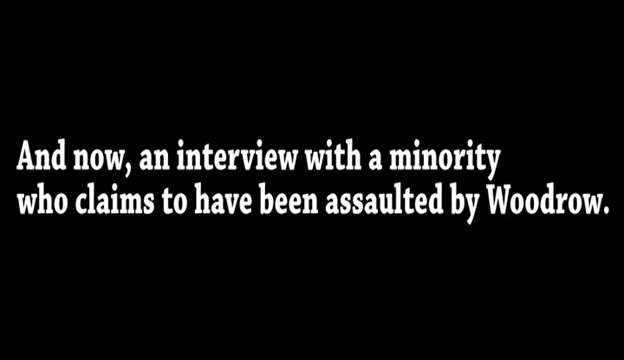 And now, an interview with a minority
who claims to have been assaulted by Woodrow.